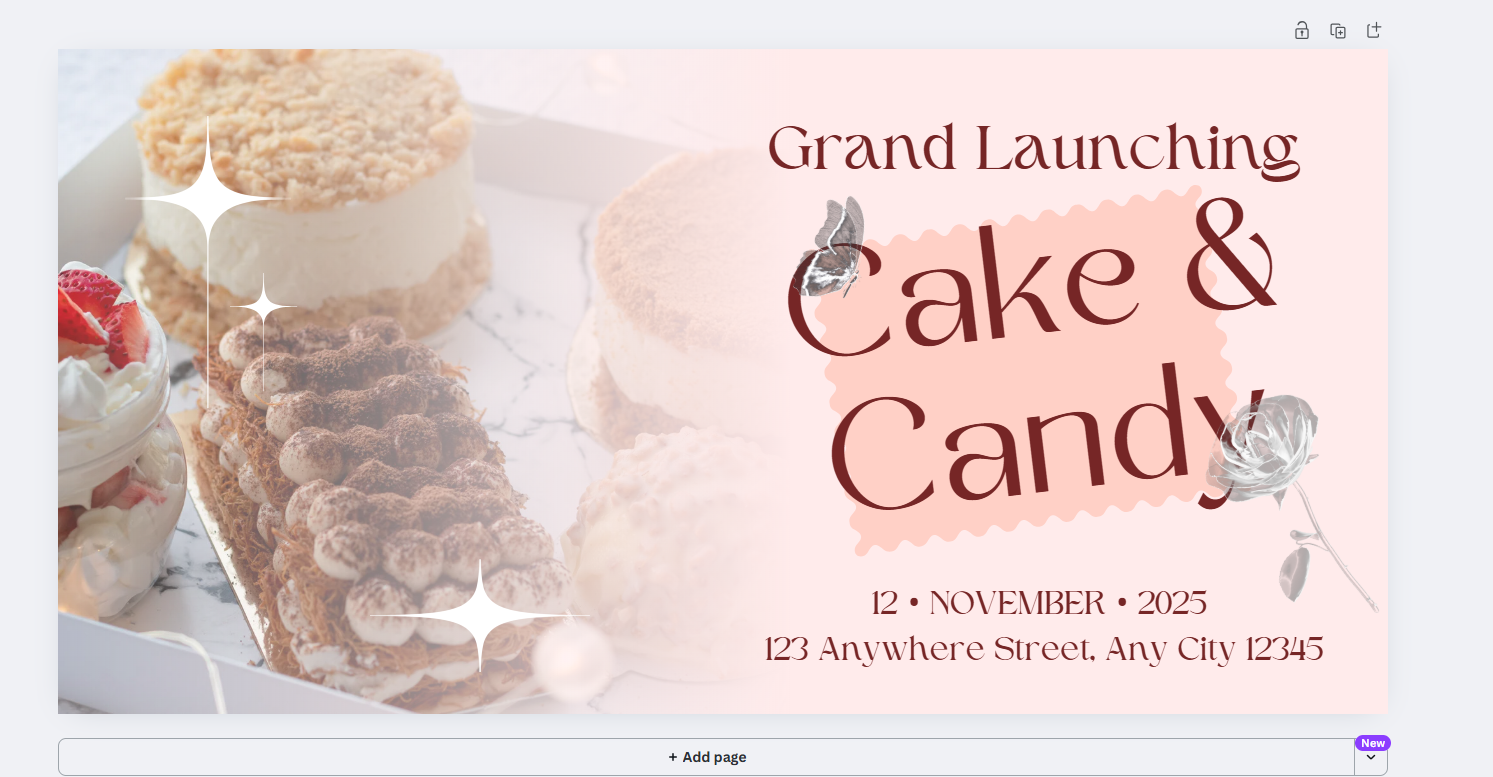 Grand Launching
Cake &
Candy
12 • NOVEMBER • 2025
123 Anywhere Street, Any City 12345
+ Add page
New